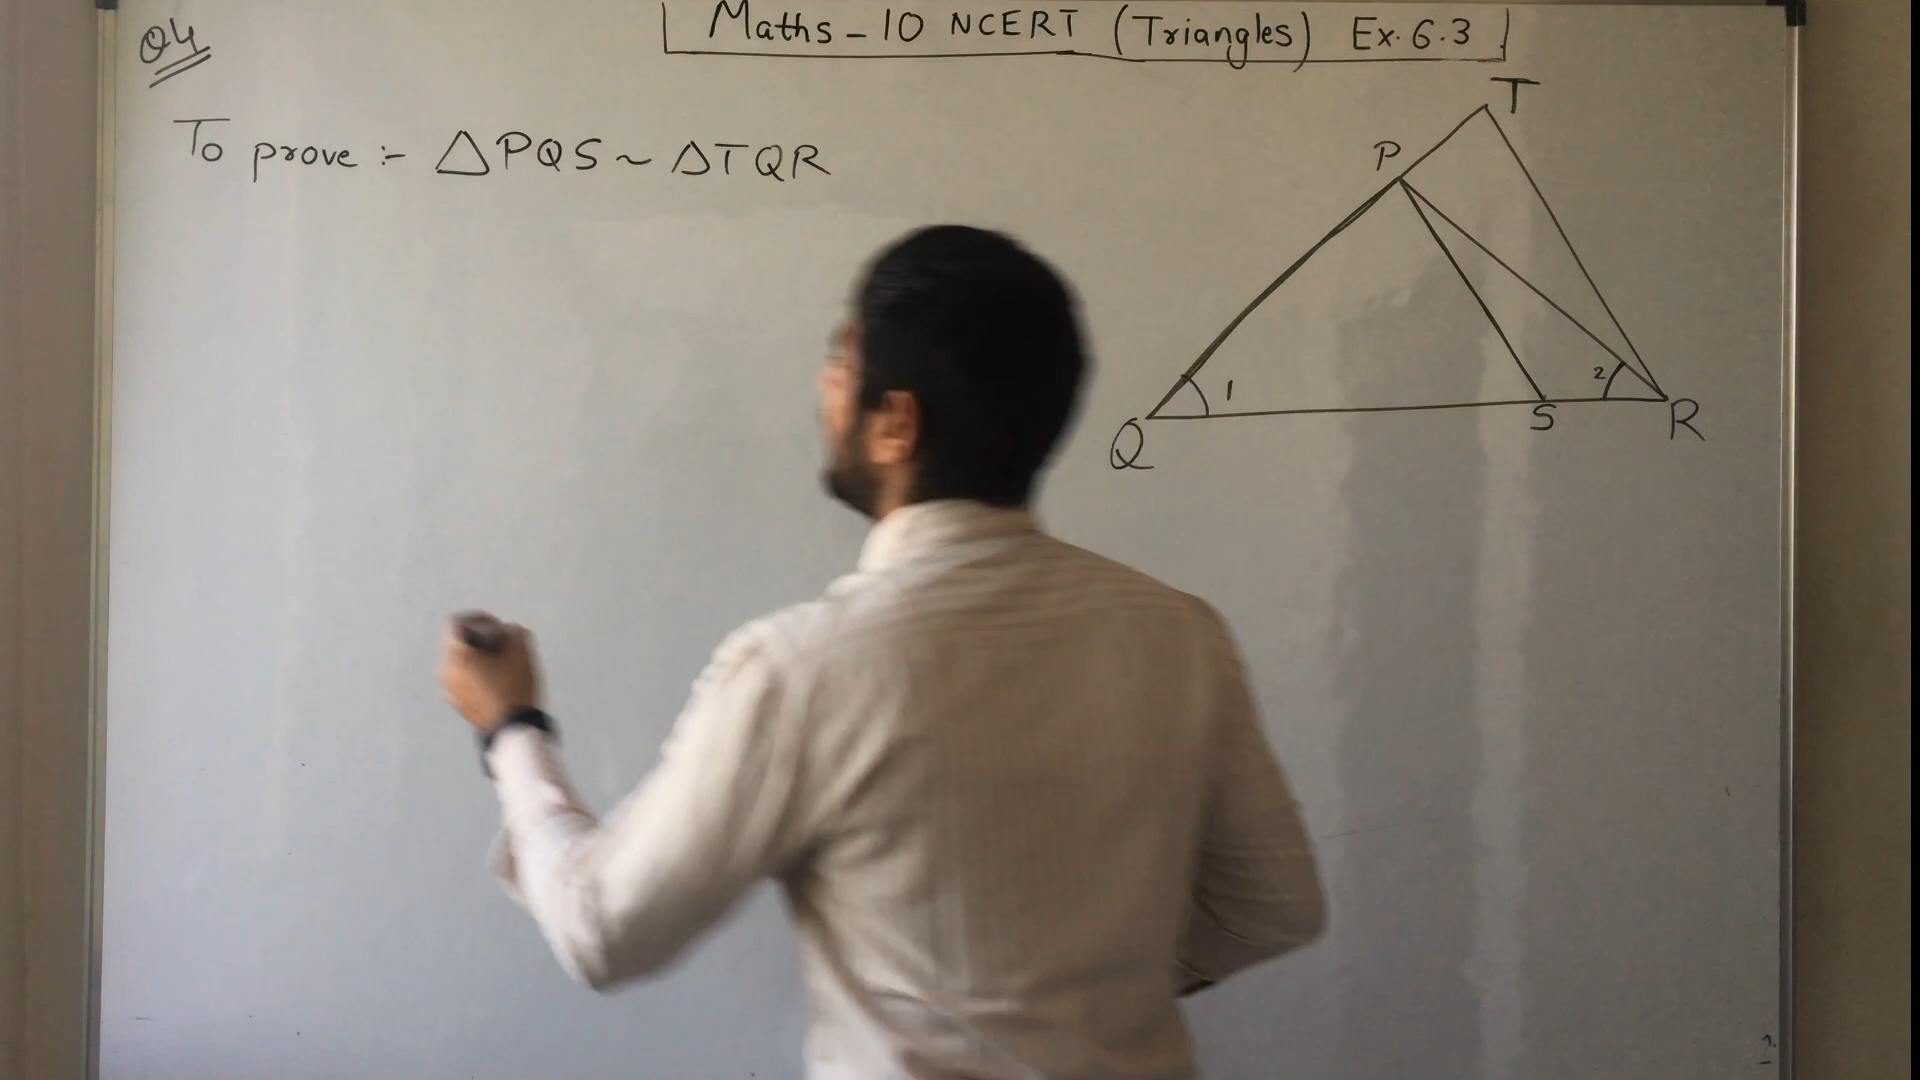 Q4
Maths - 10 NCERT (Triangles) Ex. 6.3
To prove :- △PQS ~ △TQR
T
P
1
2
Q
S
R